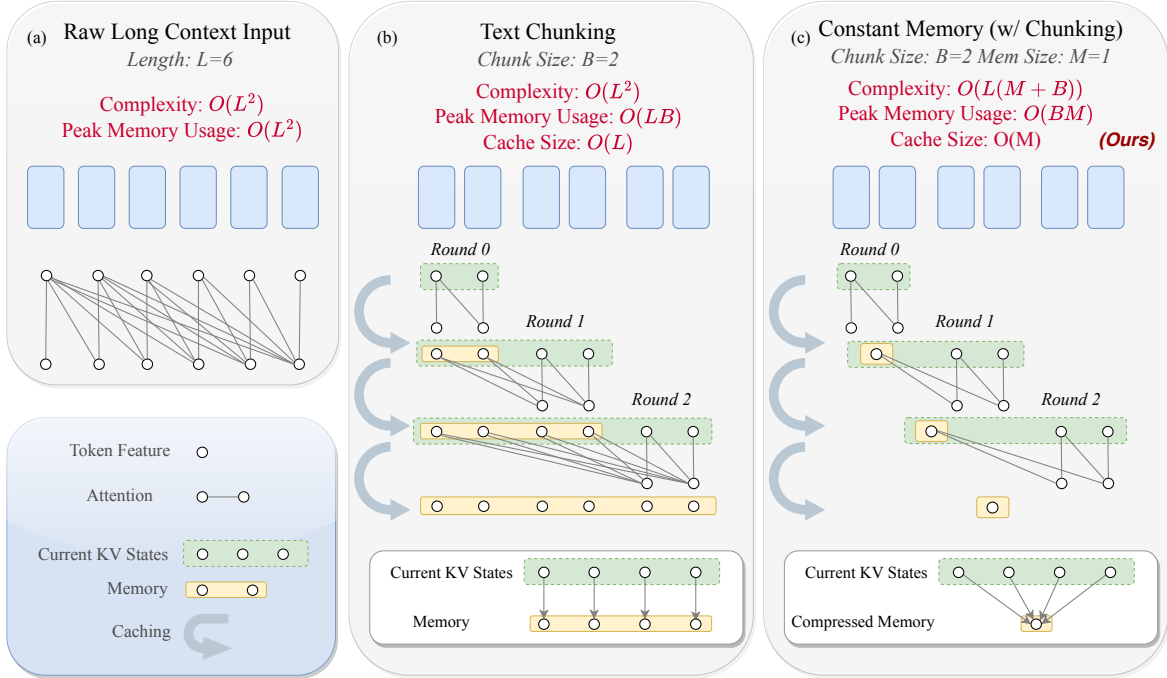 (a) Raw Long Context Input
Length: L=6
Complexity: O(L²)
Peak Memory Usage: O(L²)
Token Feature
Attention
Current KV States
Memory
Caching
(b) Text Chunking
Chunk Size: B=2
Complexity: O(L²)
Peak Memory Usage: O(LB)
Cache Size: O(L)
Round 0
Round 1
Round 2
Current KV States
Memory
(c) Constant Memory (w/ Chunking)
Chunk Size: B=2 Mem Size: M=1
Complexity: O(L(M + B))
Peak Memory Usage: O(BM)
Cache Size: O(M) (Ours)
Round 0
Round 1
Round 2
Current KV States
Compressed Memory